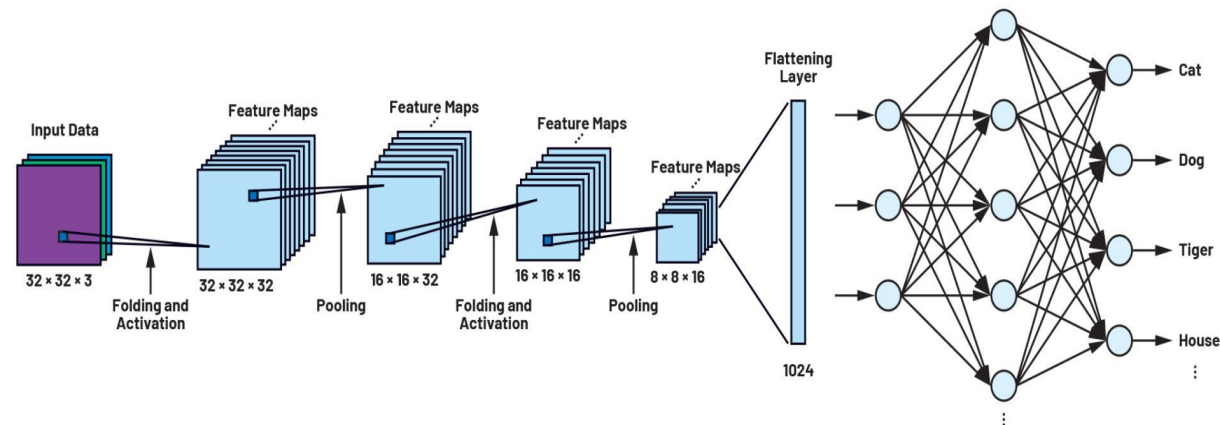 Input Data
32 × 32 × 3
Folding and
Activation
Feature Maps
32 × 32 × 32
Pooling
Feature Maps
16 × 16 × 32
Folding and
Activation
Feature Maps
16 × 16 × 16
Pooling
Feature Maps
8 × 8 × 16
Flattening
Layer
1024
Cat
Dog
Tiger
House